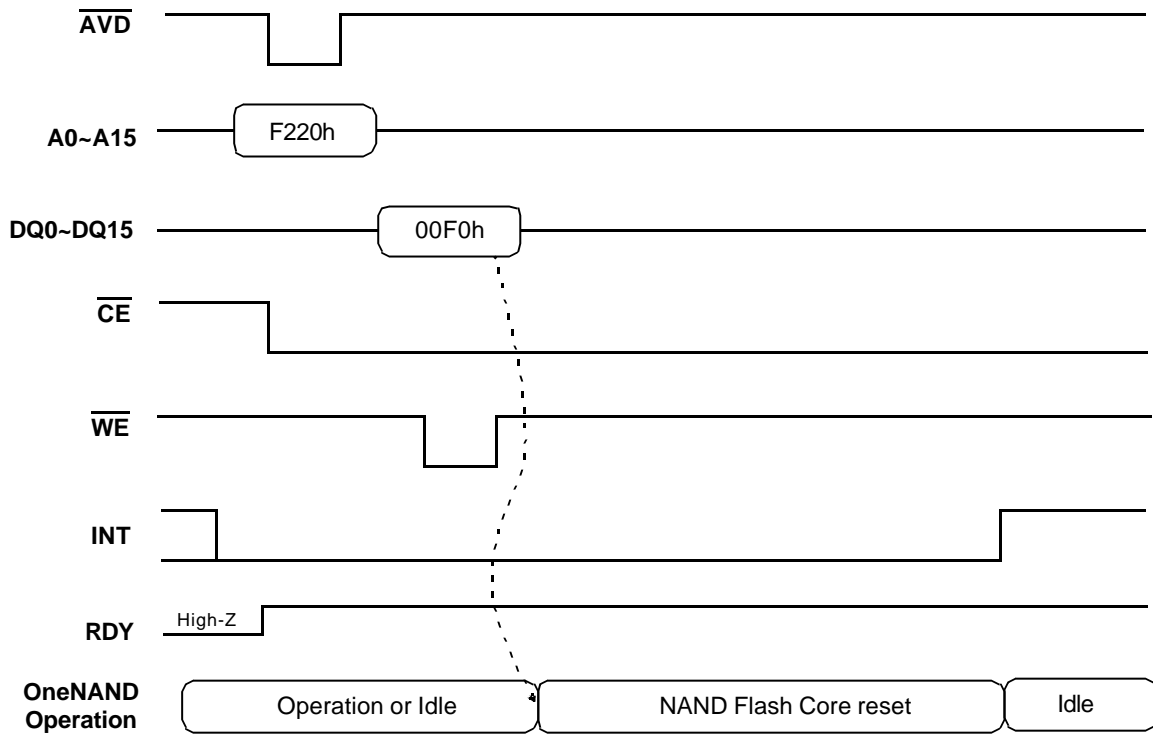 AVD
A0~A15
F220h
DQ0~DQ15
00F0h
CE
WE
INT
RDY
High-Z
OneNAND
Operation
Operation or Idle
NAND Flash Core reset
Idle